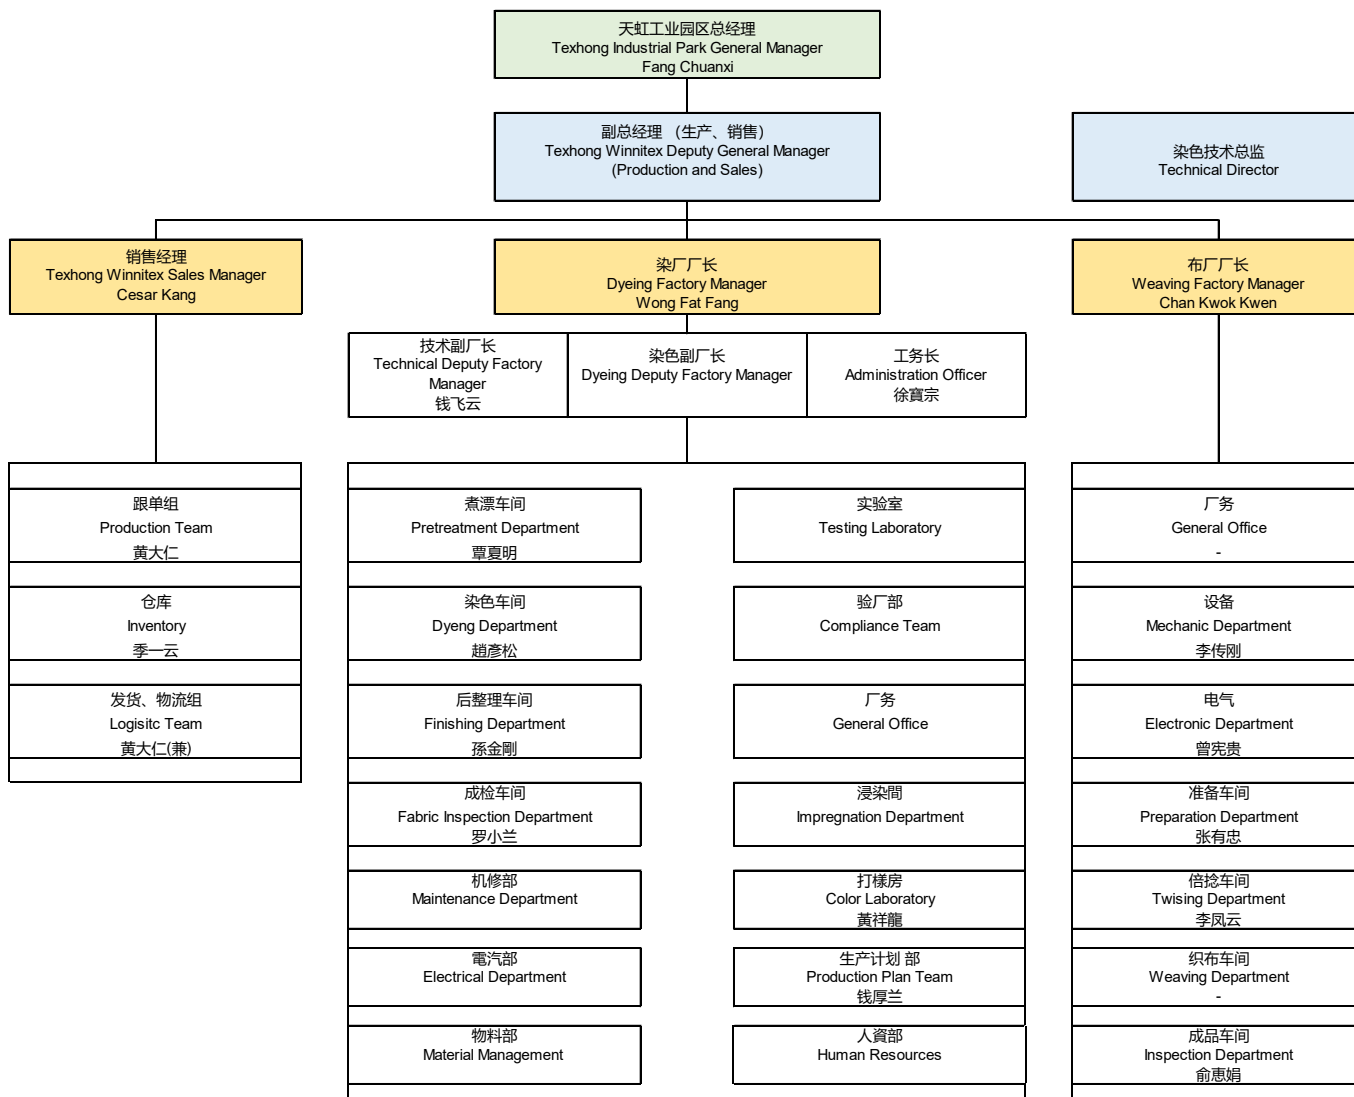 天虹工业园区总经理
Texhong Industrial Park General Manager
Fang Chuanxi
副总经理 （生产、销售）
Texhong Winnitex Deputy General Manager
(Production and Sales)
染色技术总监
Technical Director
销售经理
Texhong Winnitex Sales Manager
Cesar Kang
染厂厂长
Dyeing Factory Manager
Wong Fat Fang
布厂厂长
Weaving Factory Manager
Chan Kwok Kwen
技术副厂长
Technical Deputy Factory
Manager
钱飞云
染色副厂长
Dyeing Deputy Factory Manager
工务长
Administration Officer
徐寳宗
跟单组
Production Team
黄大仁
仓库
Inventory
季一云
发货、物流组
Logisitc Team
黄大仁(兼)
煮漂车间
Pretreatment Department
覃夏明
染色车间
Dyeng Department
趙彥松
后整理车间
Finishing Department
孫金剛
成检车间
Fabric Inspection Department
罗小兰
机修部
Maintenance Department
電汽部
Electrical Department
物料部
Material Management
实验室
Testing Laboratory
验厂部
Compliance Team
厂务
General Office
浸染間
Impregnation Department
打樣房
Color Laboratory
黃祥龍
生产计划 部
Production Plan Team
钱厚兰
人資部
Human Resources
厂务
General Office
-
设备
Mechanic Department
李传刚
电气
Electronic Department
曾宪贵
准备车间
Preparation Department
张有忠
倍捻车间
Twising Department
李凤云
织布车间
Weaving Department
-
成品车间
Inspection Department
俞惠娟